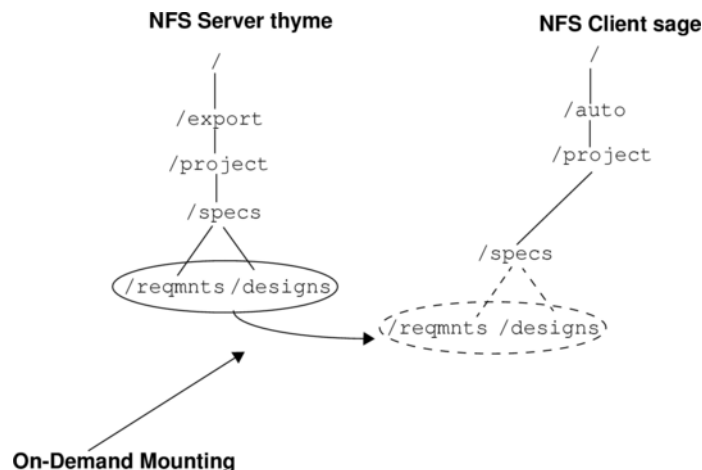 NFS Server thyme
/
/export
/project
/specs
/reqmnts /designs
NFS Client sage
/
/auto
/project
/specs
/reqmnts /designs
On-Demand Mounting